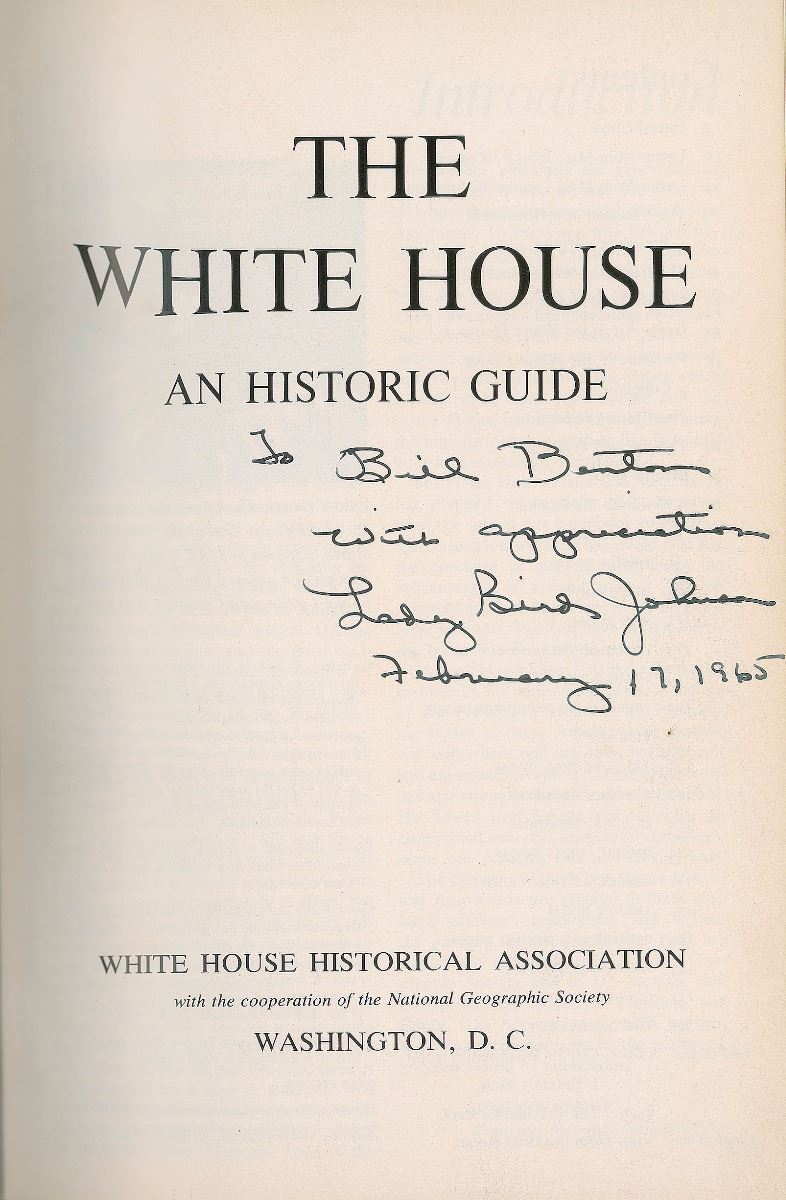 THE
WHITE HOUSE
AN HISTORIC GUIDE
To Bill Benton
with appreciation
Lady Bird Johnson
February 17, 1965
WHITE HOUSE HISTORICAL ASSOCIATION
with the cooperation of the National Geographic Society
WASHINGTON, D. C.